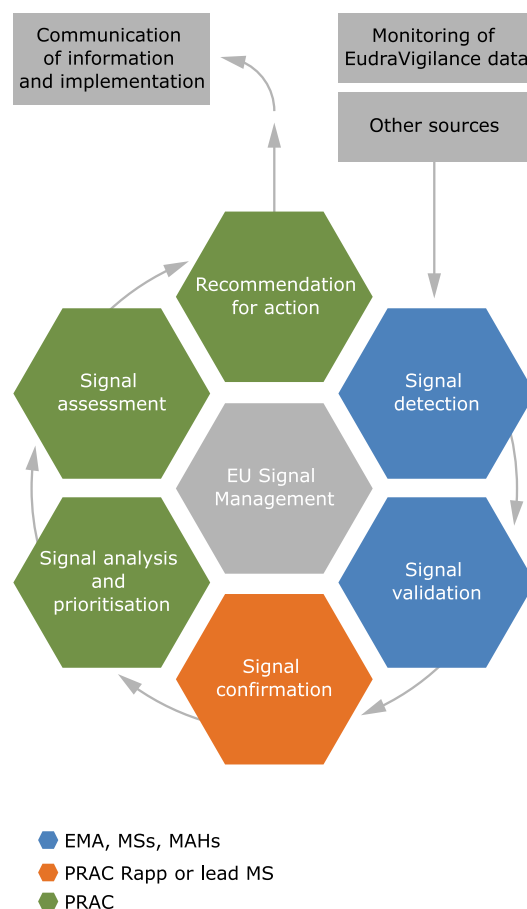 Communication
of information
and implementation
Monitoring of
EudraVigilance data
Other sources
Recommendation
for action
Signal
assessment
Signal
detection
EU Signal
Management
Signal analysis
and
prioritisation
Signal
validation
Signal
confirmation
EMA, MSs, MAHs
PRAC Rapp or lead MS
PRAC